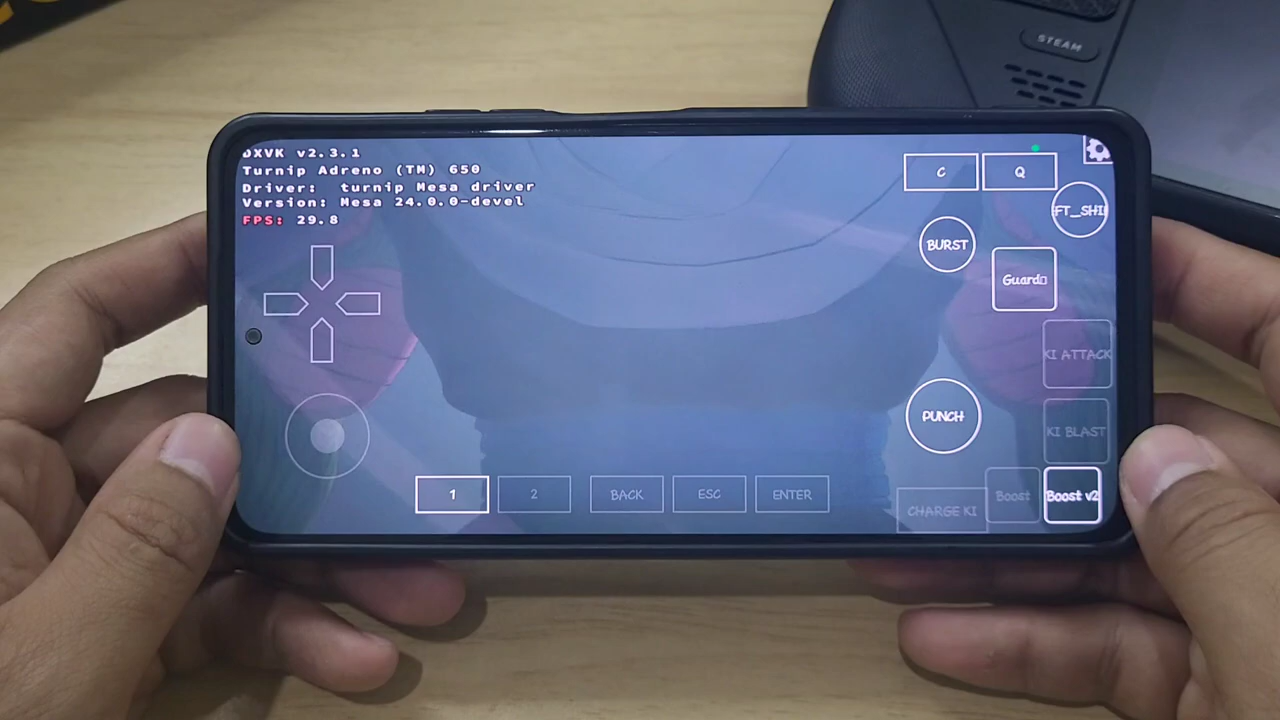 STEAM
DXVK v2.3.1
Turnip Adreno (TM) 650
Driver: turnip Mesa driver
Version: Mesa 24.0.0-devel
FPS: 29.8
C
Q
FT_SHI
BURST
Guard
KI ATTACK
PUNCH
KI BLAST
1
2
BACK
ESC
ENTER
CHARGE KI
Boost
Boost v2